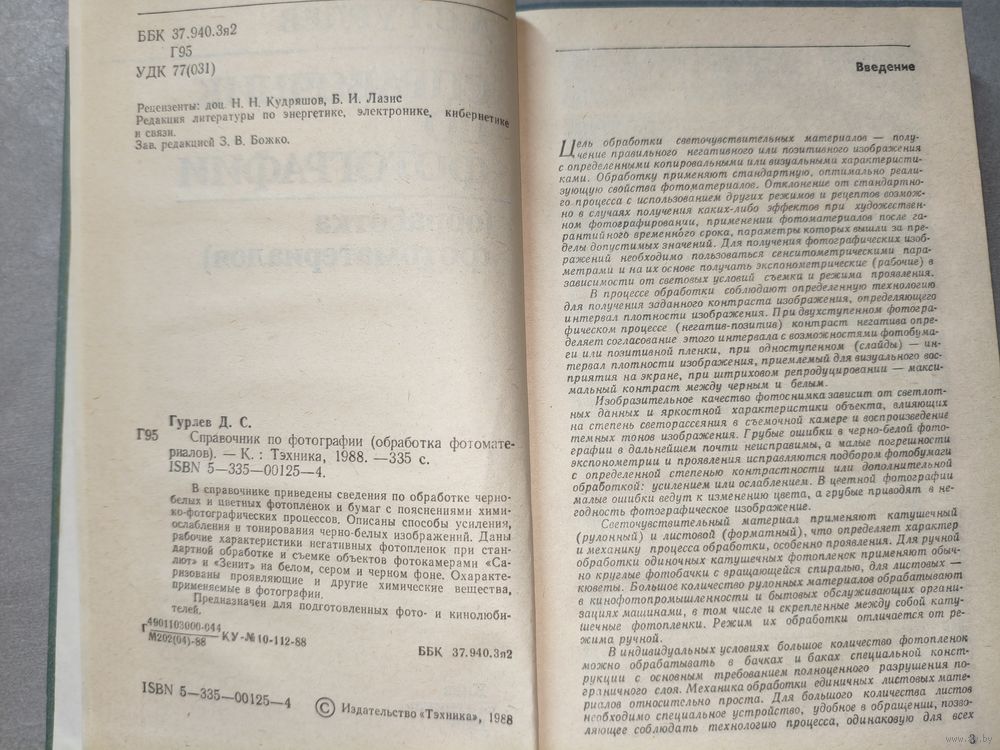 ББК 37.940.3я2
Г95
УДК 77(031)
Рецензенты: доц. Н. Н. Кудряшов, Б. И. Лазис
Редакция литературы по энергетике, электронике, кибернетике
и связи.
Зав. редакцией З. В. Божко.
Гурлев Д. С.
Г95 Справочник по фотографии (обработка фотомате-
риалов). — К. : Тэхника, 1988. —335 с.
ISBN 5—335—00125—4.
В справочнике приведены сведения по обработке черно-
белых и цветных фотоплёнок и бумаг с пояснениями хими-
ко-фотографических процессов. Описаны способы усиления,
ослабления и тонирования черно-белых изображений. Даны
рабочие характеристики негативных фотопленок при стан-
дартной обработке и съемке объектов фотокамерами «Са-
лют» и «Зенит» на белом, сером и черном фоне. Охаракте-
ризованы проявляющие и другие химические вещества,
применяемые в фотографии.
Предназначен для подготовленных фото- и кинолюби-
телей.
Г 4901103000-044
М202(04)-88 КУ-№10-112-88
ББК 37.940.3я2
ISBN 5—335—00125—4
© Издательство «Тэхника», 1988
Введение
Цель обработки светочувствительных материалов — полу-
чение правильного негативного или позитивного изображения
с определенными копировальными или визуальными характеристи-
ками. Обработку применяют стандартную, оптимально реали-
зующую свойства фотоматериалов. Отклонение от стандартно-
го процесса с использованием других режимов и рецептов возмож-
но в случаях получения каких-либо эффектов при художествен-
ном фотографировании, применении фотоматериалов после га-
рантийного временного срока, параметры которых вышли за пре-
делы допустимых значений. Для получения фотографических изоб-
ражений необходимо пользоваться сенситометрическими пара-
метрами и на их основе получать экспонометрические (рабочие) в
зависимости от световых условий съемки и режима проявления.
В процессе обработки соблюдают определенную технологию
для получения заданного контраста изображения, определяющего
интервал плотности изображения. При двухступенном фотогра-
фическом процессе (негатив-позитив) контраст негатива опре-
деляет согласование этого интервала с возможностями фотобума-
ги или позитивной пленки, при одноступенном (слайды) — ин-
тервал плотности изображения, приемлемый для визуального вос-
приятия на экране, при штриховом репродуцировании — макси-
мальный контраст между черным и белым.
Изобразительное качество фотоснимка зависит от светлот-
ных данных и яркостной характеристики объекта, влияющих
на степень светорассеяния в съемочной камере и воспроизведение
фотемных тонов изображения. Грубые ошибки в черно-белой фото-
графии в дальнейшем почти неисправимы, а малые погрешности
экспонометрии и проявления исправляются подбором фотобумаги
с определенной степенью контрастности или дополнительной
обработкой: усилением или ослаблением. В цветной фотографии
малые ошибки ведут к изменению цвета, а грубые приводят в не-
годность фотографическое изображение.
Светочувствительный материал применяют катушечный
(рулонный) и листовой (форматный), что определяет характер
и механику процесса обработки, особенно проявления. Для ручной
обработки одиночных катушечных фотопленок применяют обыч-
но круглые фотобачки с вращающейся спиралью, для листовых —
кюветы. Большое количество рулонных материалов обрабатывают
в кинофотопромышленности и бытовых обслуживающих органи-
зациях машинами, в том числе и скрепленные между собой кату-
шечные фотопленки. Режим их обработки отличается от ре-
жима ручной.
В индивидуальных условиях большое количество фотопленок
можно обрабатывать в бачках и баках специальной конст-
рукции с основным требованием полноценного разрушения по-
граничного слоя. Механика обработки единичных листовых мате-
риалов относительно проста. Для большого количества листов
необходимо специальное устройство, удобное в обращении, позво-
ляющее соблюдать технологию процесса, одинаковую для всех
3